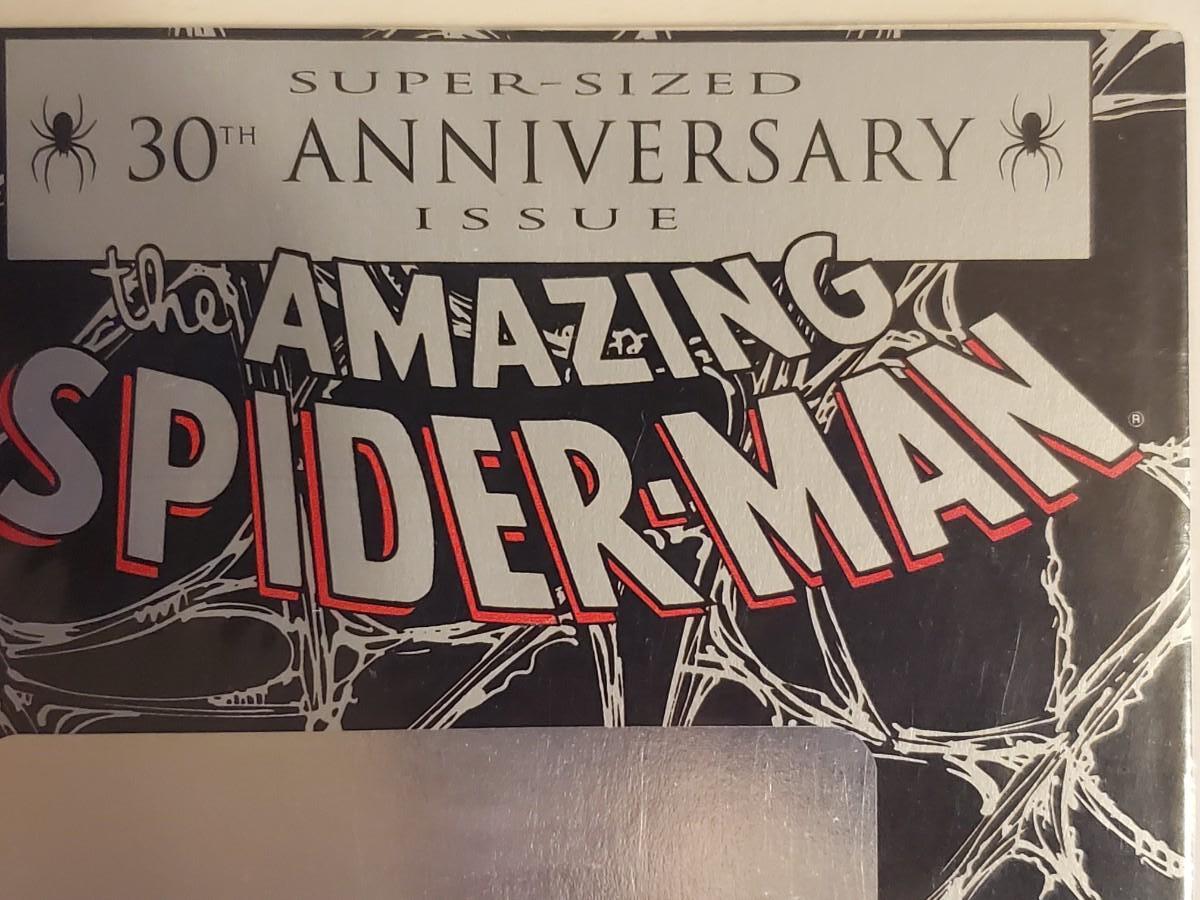 SUPER-SIZED
30TH ANNIVERSARY
ISSUE
the AMAZING
SPIDER-MAN ®